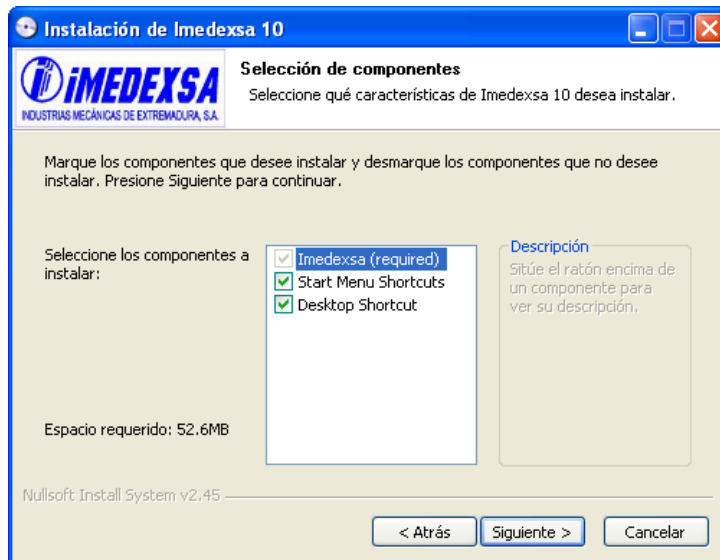 Instalación de Imedexsa 10
iMEDEXSA
INDUSTRIAS MECÁNICAS DE EXTREMADURA, S.A.
Selección de componentes
Seleccione qué características de Imedexsa 10 desea instalar.
Marque los componentes que desee instalar y desmarque los componentes que no desee
instalar. Presione Siguiente para continuar.
Seleccione los componentes a
instalar:
Imedexsa (required)
Start Menu Shortcuts
Desktop Shortcut
Descripción
Sitúe el ratón encima de
un componente para
ver su descripción.
Espacio requerido: 52.6MB
Nullsoft Install System v2.45
< Atrás
Siguiente >
Cancelar